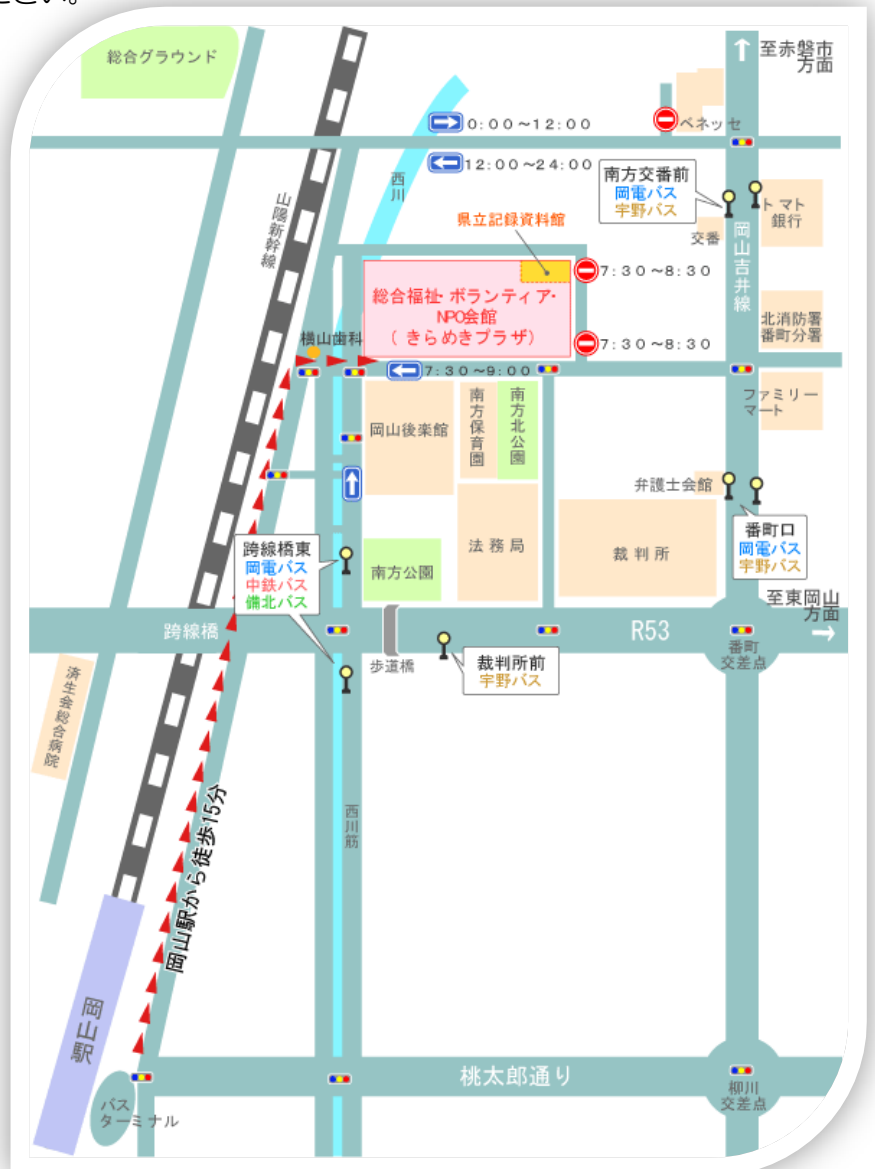 ださい。
総合グラウンド
至赤磐市
方面
0:00~12:00
ベネッセ
12:00~24:00
西川
南方交番前
岡電バス
宇野バス
トマト
銀行
山陽新幹線
県立記録資料館
交番
岡山吉井線
7:30~8:30
総合福祉・ボランティア・
NPO会館
(きらめきプラザ)
北消防署
番町分署
横山歯科
7:30~8:30
7:30~9:00
ファミリー
マート
岡山後楽館
南方保育園
南方北公園
弁護士会館
番町口
岡電バス
宇野バス
跨線橋東
岡電バス
中鉄バス
備北バス
南方公園
法務局
裁判所
至東岡山
方面
跨線橋
R53
番町
交差点
歩道橋
裁判所前
宇野バス
済生会総合病院
岡山駅から徒歩15分
西川筋
岡山駅
桃太郎通り
柳川
交差点
バス
ターミナル